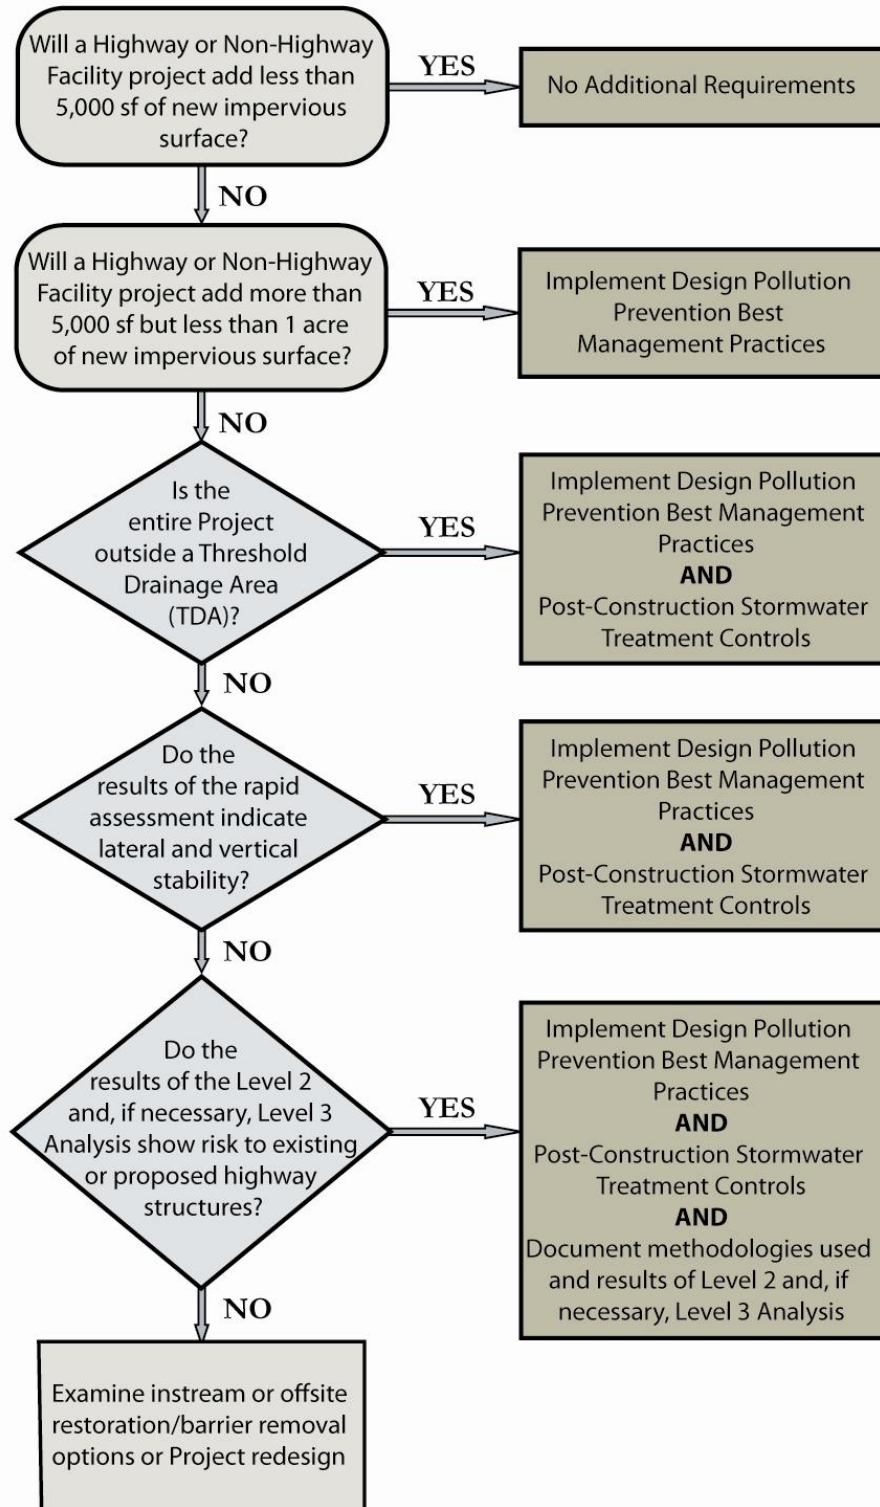 Will a Highway or Non-Highway
Facility project add less than
5,000 sf of new impervious
surface?
YES
No Additional Requirements
NO
Will a Highway or Non-Highway
Facility project add more than
5,000 sf but less than 1 acre
of new impervious surface?
YES
Implement Design Pollution
Prevention Best
Management Practices
NO
Is the
entire Project
outside a Threshold
Drainage Area
(TDA)?
YES
Implement Design Pollution
Prevention Best Management
Practices
AND
Post-Construction Stormwater
Treatment Controls
NO
Do the
results of the rapid
assessment indicate
lateral and vertical
stability?
YES
Implement Design Pollution
Prevention Best Management
Practices
AND
Post-Construction Stormwater
Treatment Controls
NO
Do the
results of the Level 2
and, if necessary, Level 3
Analysis show risk to existing
or proposed highway
structures?
YES
Implement Design Pollution
Prevention Best Management
Practices
AND
Post-Construction Stormwater
Treatment Controls
AND
Document methodologies used
and results of Level 2 and, if
necessary, Level 3 Analysis
NO
Examine instream or offsite
restoration/barrier removal
options or Project redesign